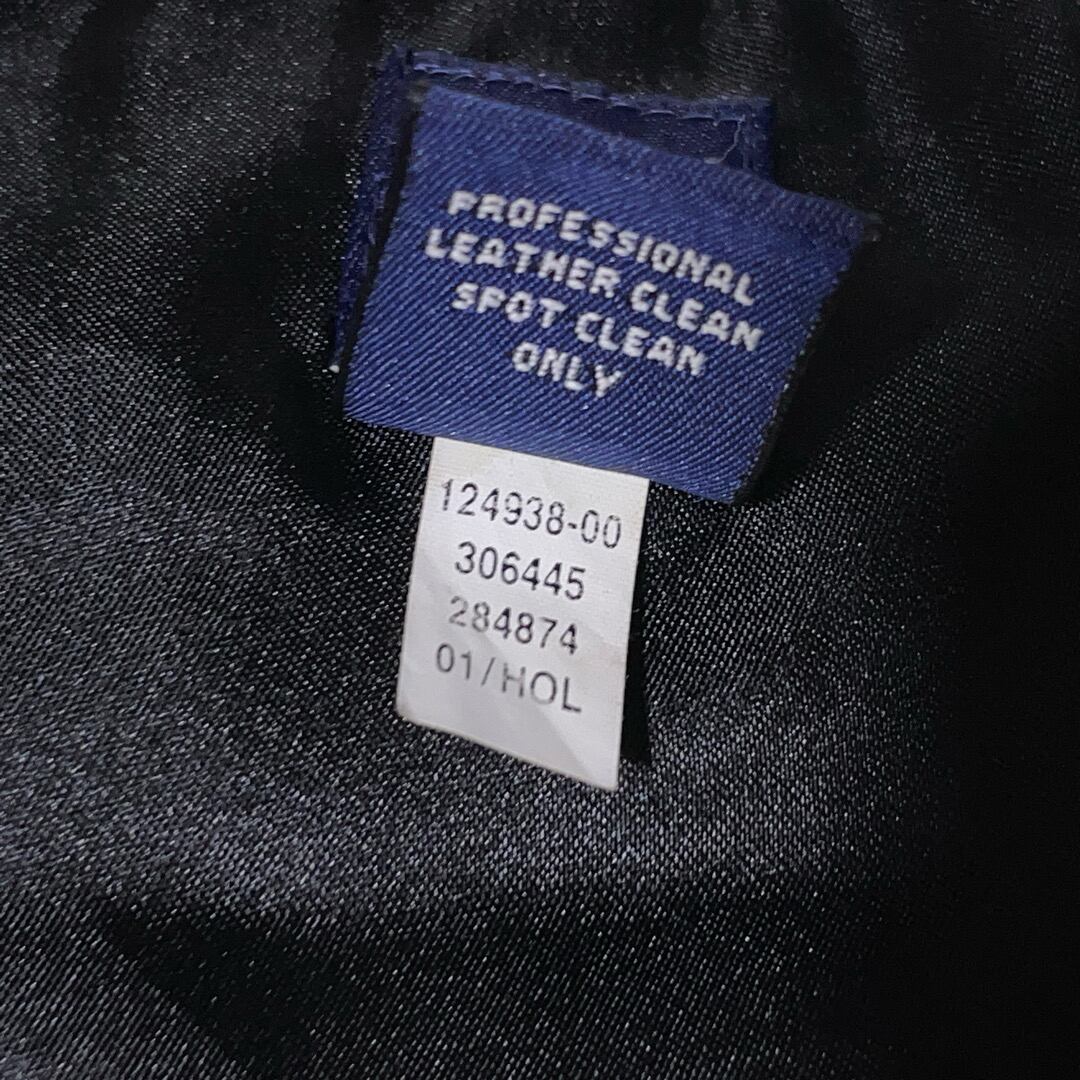 PROFESSIONAL
LEATHER CLEAN
SPOT CLEAN
ONLY
124938-00
306445
284874
01/HOL